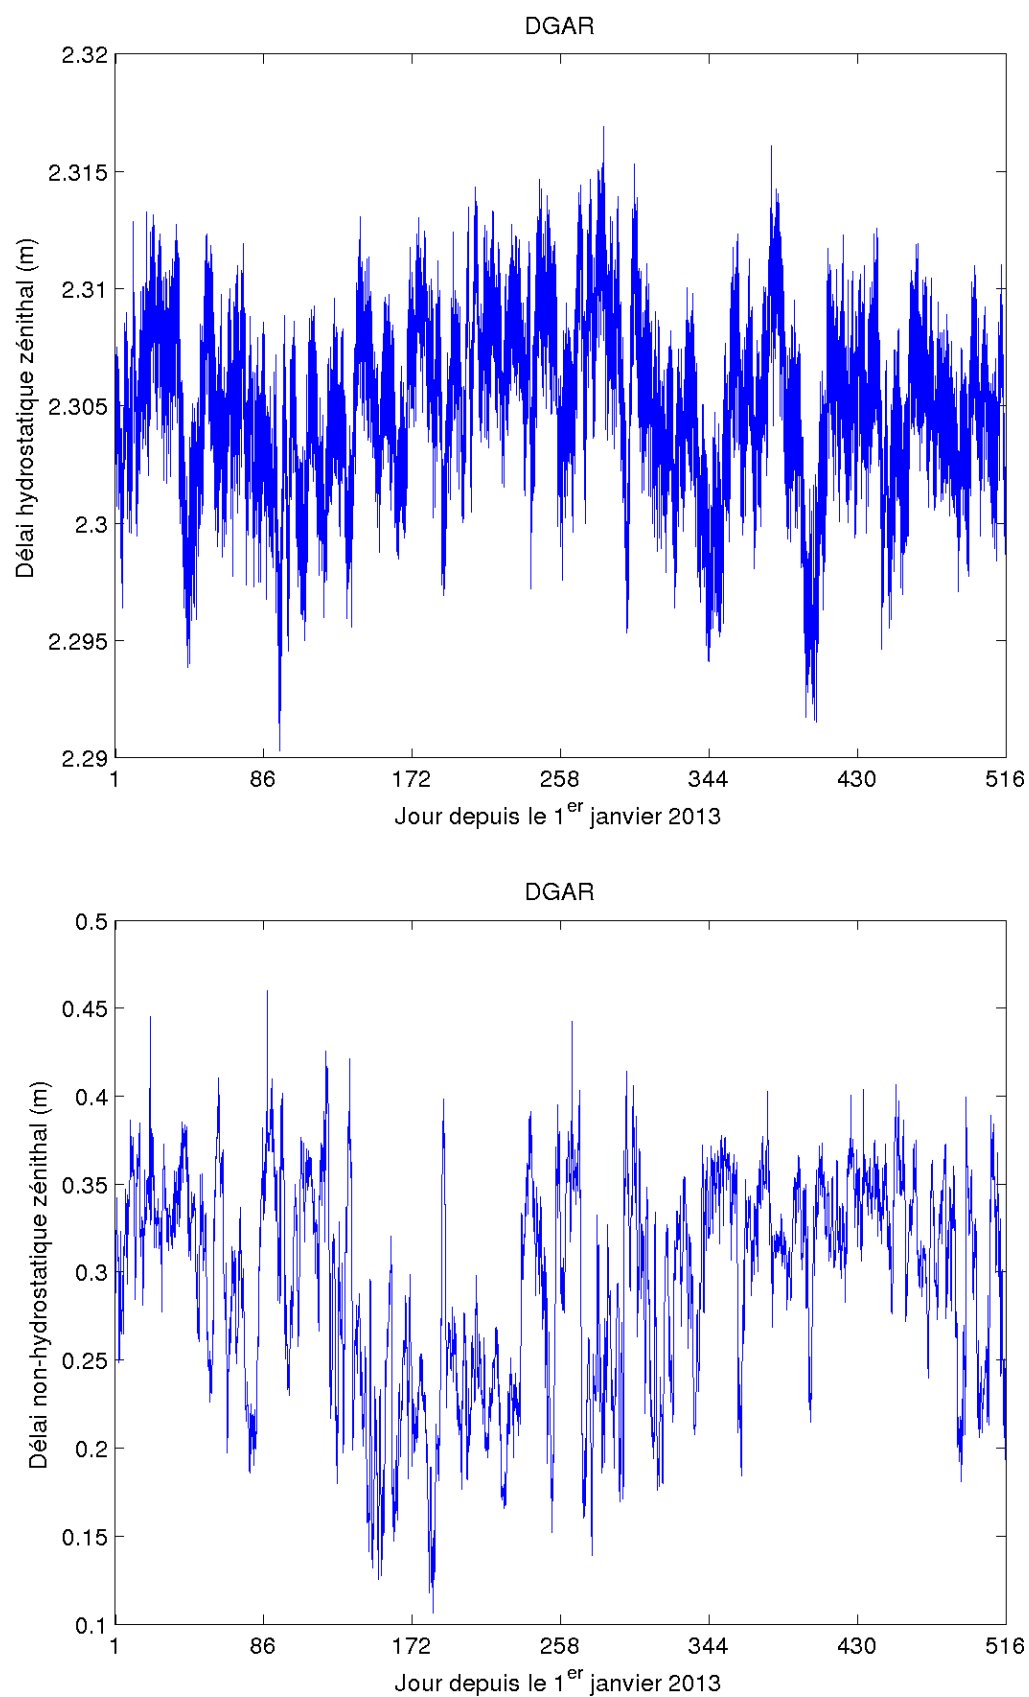 DGAR
2.32
2.315
2.31
2.305
2.3
2.295
2.29
Délai hydrostatique zénithal (m)
1 86 172 258 344 430 516
Jour depuis le 1er janvier 2013
DGAR
0.5
0.45
0.4
0.35
0.3
0.25
0.2
0.15
0.1
Délai non-hydrostatique zénithal (m)
1 86 172 258 344 430 516
Jour depuis le 1er janvier 2013